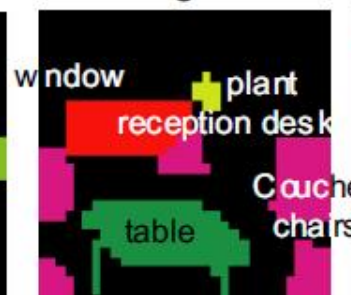 window
plant
reception desk
Couche
chairs
table